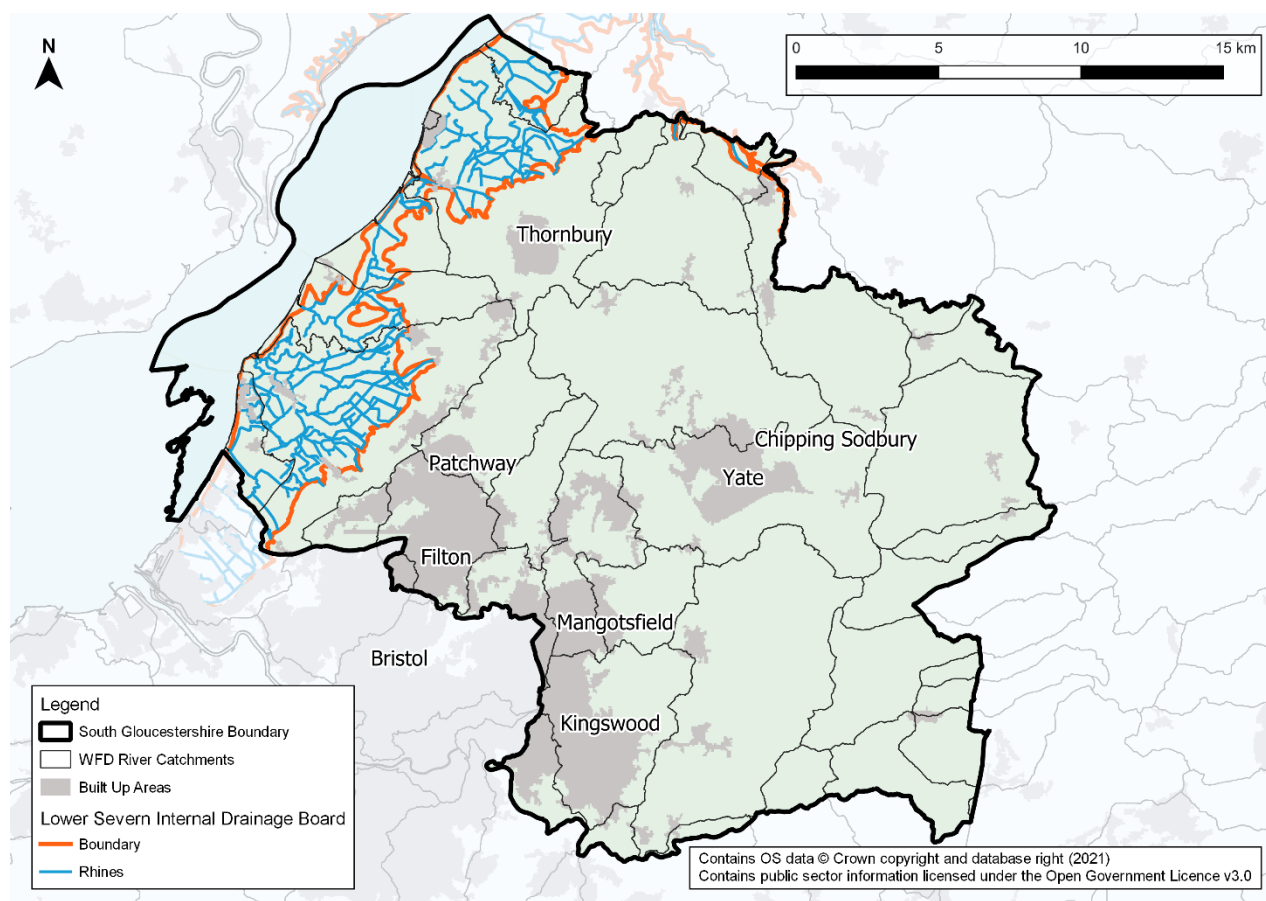 N
0 5 10 15 km
Thornbury
Chipping Sodbury
Patchway
Yate
Filton
Mangotsfield
Bristol
Kingswood
Legend
South Gloucestershire Boundary
WFD River Catchments
Built Up Areas
Lower Severn Internal Drainage Board
Boundary
Rhines
Contains OS data © Crown copyright and database right (2021)
Contains public sector information licensed under the Open Government Licence v3.0